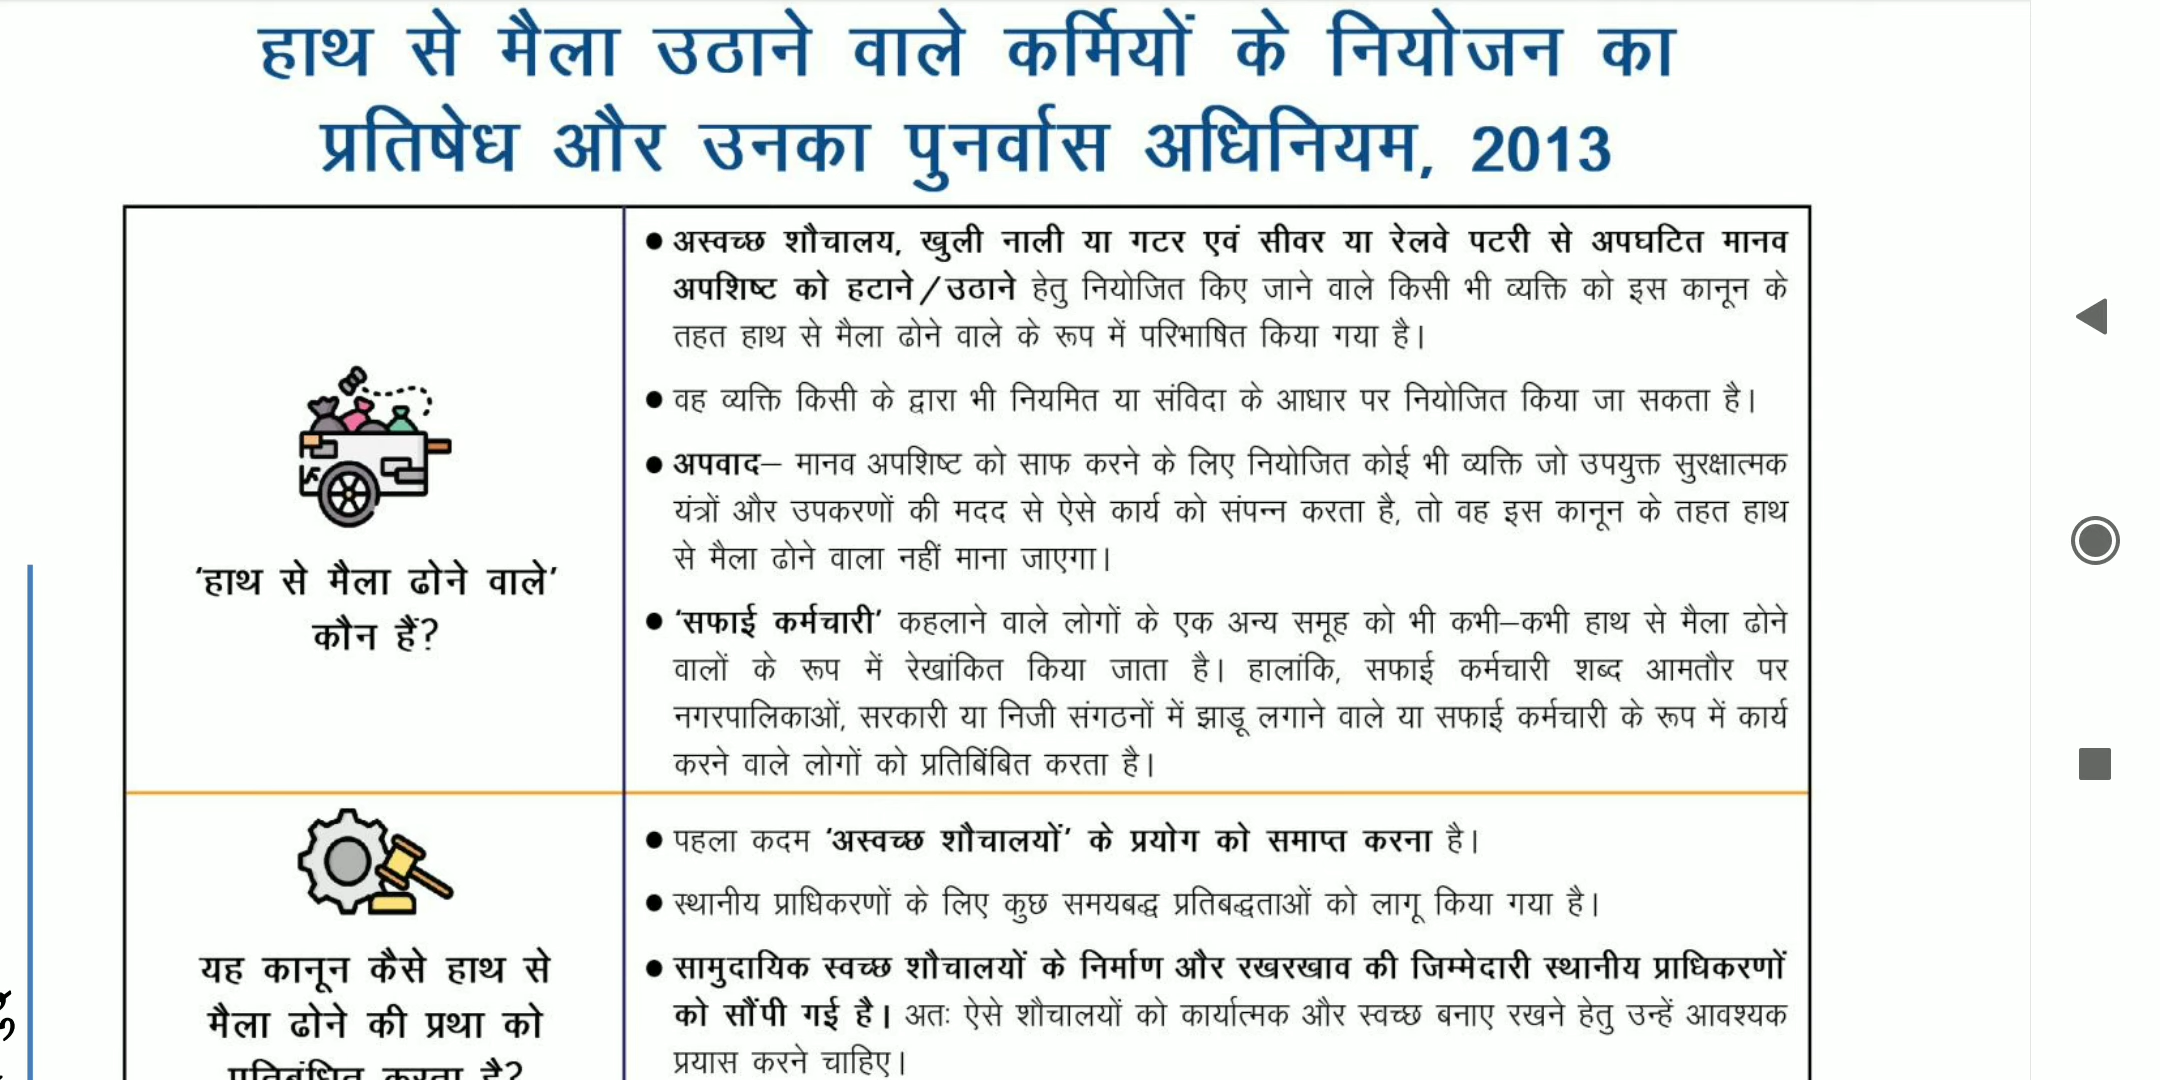 हाथ से मैला उठाने वाले कर्मियों के नियोजन का
प्रतिषेध और उनका पुनर्वास अधिनियम, 2013
‘हाथ से मैला ढोने वाले’
कौन हैं?
● अस्वच्छ शौचालय, खुली नाली या गटर एवं सीवर या रेलवे पटरी से अपघटित मानव
अपशिष्ट को हटाने/उठाने हेतु नियोजित किए जाने वाले किसी भी व्यक्ति को इस कानून के
तहत हाथ से मैला ढोने वाले के रूप में परिभाषित किया गया है।
● वह व्यक्ति किसी के द्वारा भी नियमित या संविदा के आधार पर नियोजित किया जा सकता है।
● अपवाद– मानव अपशिष्ट को साफ करने के लिए नियोजित कोई भी व्यक्ति जो उपयुक्त सुरक्षात्मक
यंत्रों और उपकरणों की मदद से ऐसे कार्य को संपन्न करता है, तो वह इस कानून के तहत हाथ
से मैला ढोने वाला नहीं माना जाएगा।
● ‘सफाई कर्मचारी’ कहलाने वाले लोगों के एक अन्य समूह को भी कभी–कभी हाथ से मैला ढोने
वालों के रूप में रेखांकित किया जाता है। हालांकि, सफाई कर्मचारी शब्द आमतौर पर
नगरपालिकाओं, सरकारी या निजी संगठनों में झाडू लगाने वाले या सफाई कर्मचारी के रूप में कार्य
करने वाले लोगों को प्रतिबिंबित करता है।
यह कानून कैसे हाथ से
मैला ढोने की प्रथा को
प्रतिबंधित करता है?
● पहला कदम ‘अस्वच्छ शौचालयों’ के प्रयोग को समाप्त करना है।
● स्थानीय प्राधिकरणों के लिए कुछ समयबद्ध प्रतिबद्धताओं को लागू किया गया है।
● सामुदायिक स्वच्छ शौचालयों के निर्माण और रखरखाव की जिम्मेदारी स्थानीय प्राधिकरणों
को सौंपी गई है। अतः ऐसे शौचालयों को कार्यात्मक और स्वच्छ बनाए रखने हेतु उन्हें आवश्यक
प्रयास करने चाहिए।